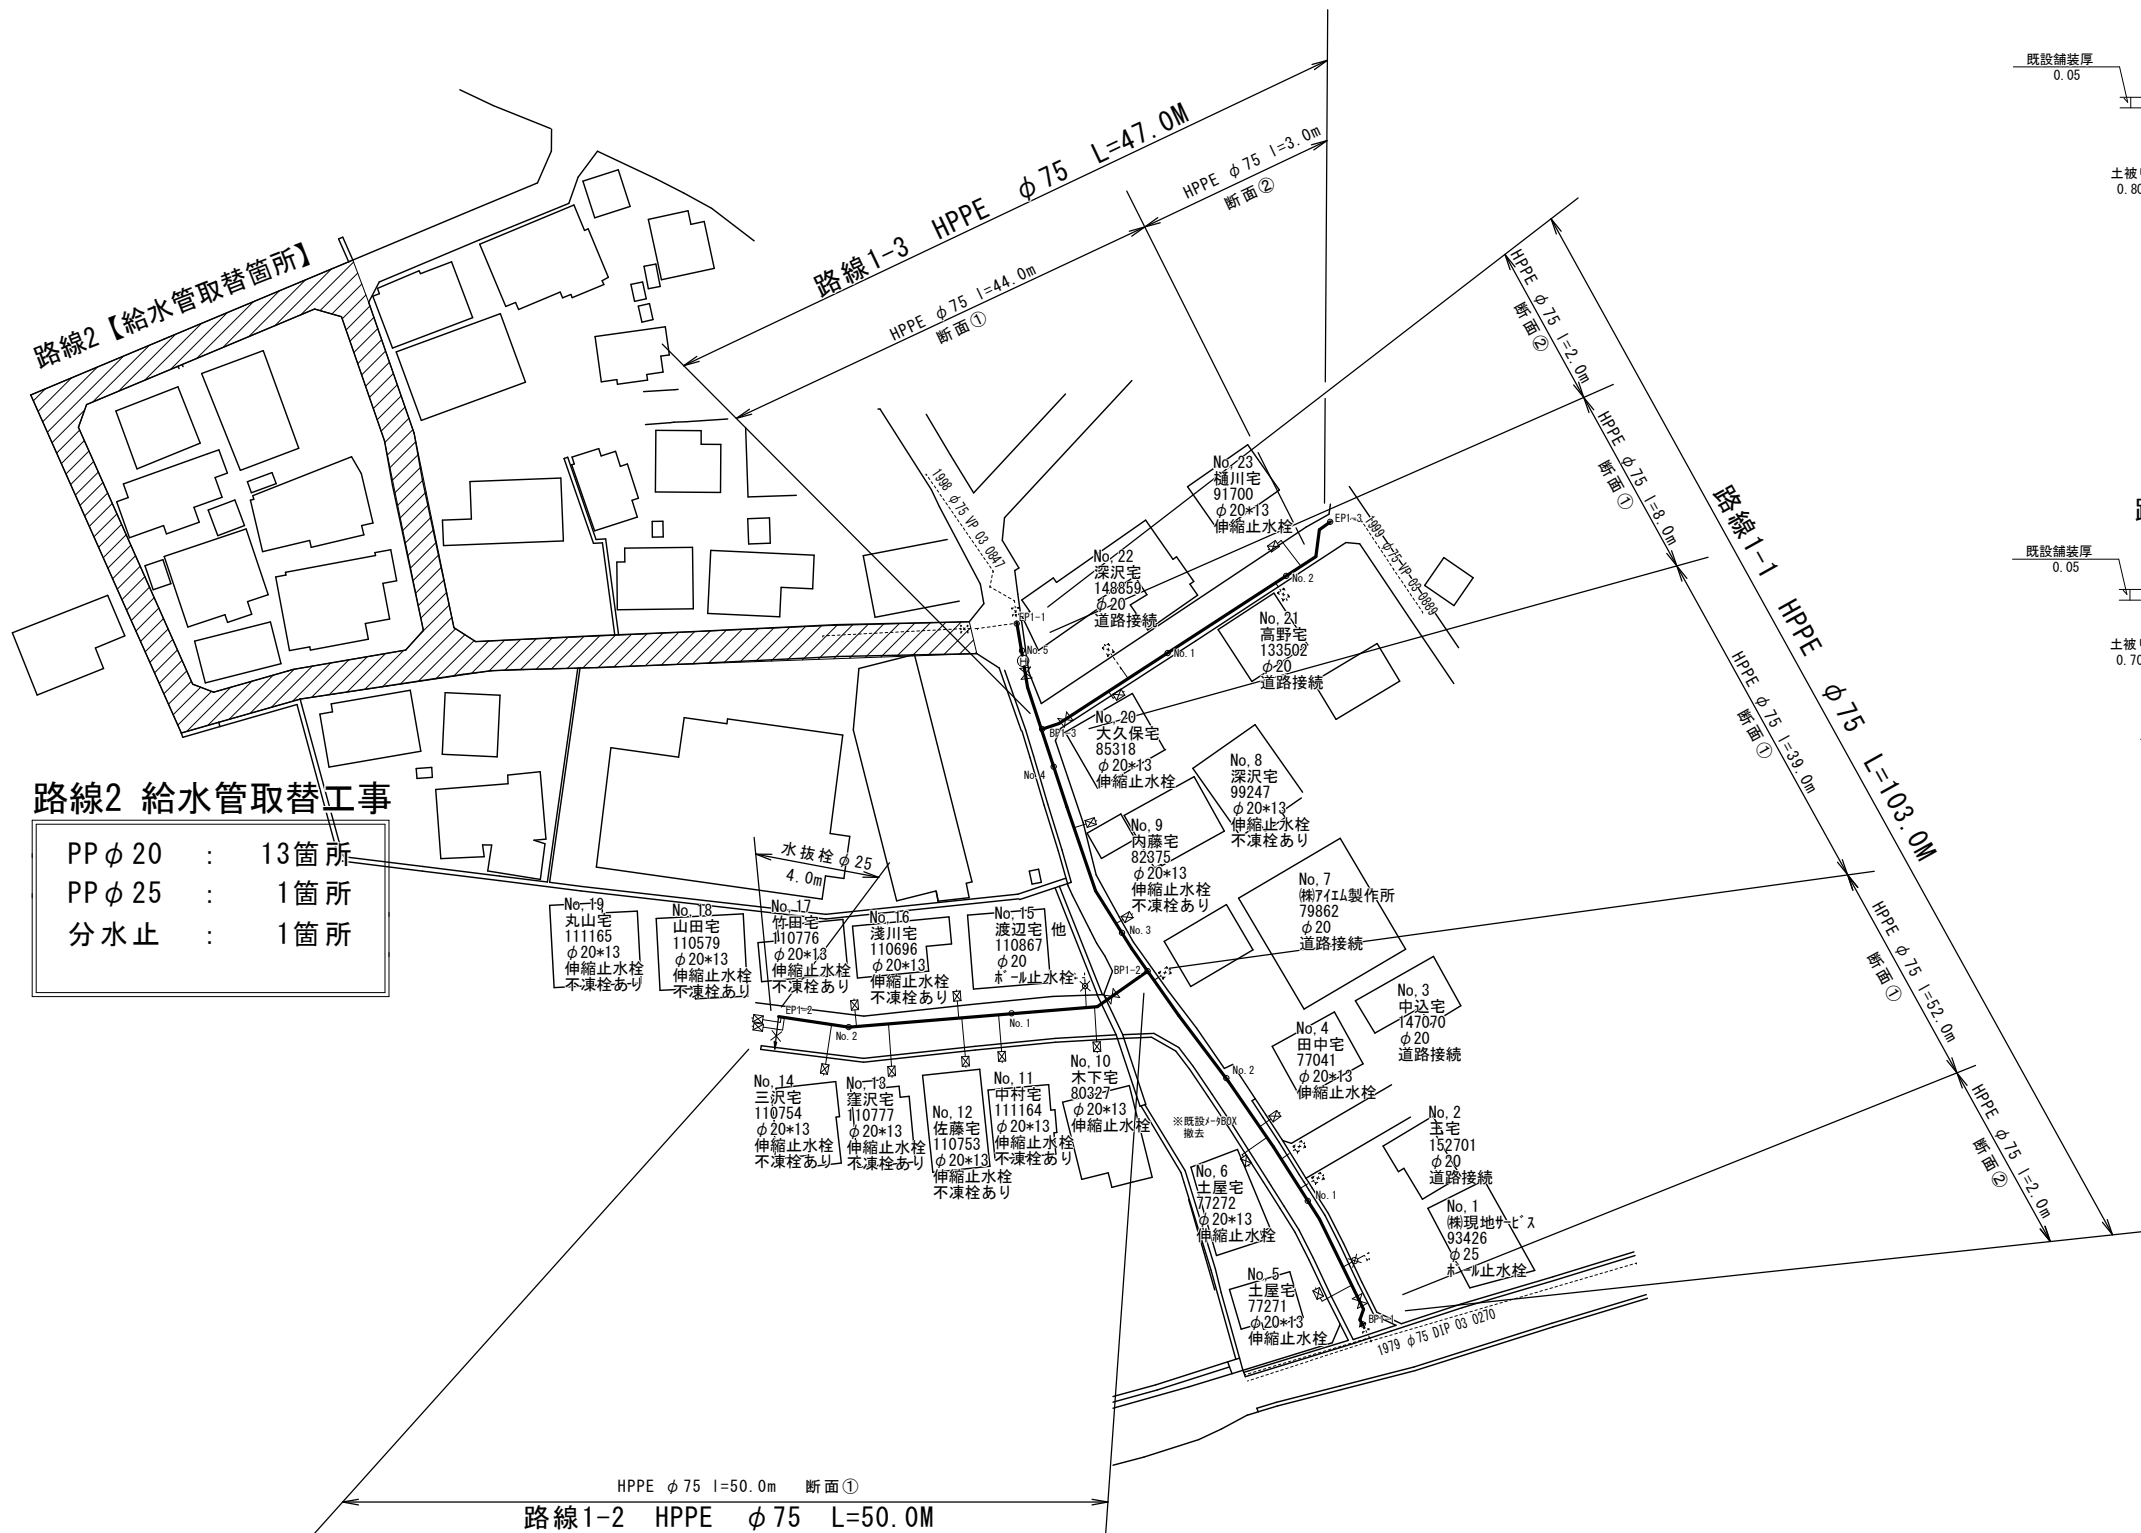 既設舗装厚
0.05
土被
0.80
既設舗装厚
0.05
土被
0.70
路線1-3 HPPE φ75 L=47.0M
HPPE φ75 l=3.0m
断面②
HPPE φ75 l=44.0m
断面①
路線2【給水管取替箇所】
HPPE φ75 l=2.0m
断面②
HPPE φ75 l=8.0m
断面①
HPPE φ75 l=39.0m
断面①
HPPE φ75 l=52.0m
断面①
HPPE φ75 l=2.0m
断面②
路線1-1 HPPE φ75 L=103.0M
1998 φ75 VP 03 0847
1999 φ75 VP 03 0889
EP1-3
No.2
No.1
BP1-3
EP1-1
No.5
No.4
No.3
BP1-2
No.2
No.1
BP1-1
EP1-2
No.2
No.1
No,23
樋川宅
91700
φ20*13
伸縮止水栓
No,22
深沢宅
148859
φ20
道路接続
No,21
高野宅
133502
φ20
道路接続
No,20
大久保宅
85318
φ20*13
伸縮止水栓
No,8
深沢宅
99247
φ20*13
伸縮止水栓
不凍栓あり
No,9
内藤宅
82375
φ20*13
伸縮止水栓
不凍栓あり
No,7
㈱アイエム製作所
79862
φ20
道路接続
No,3
中込宅
147070
φ20
道路接続
No,4
田中宅
77041
φ20*13
伸縮止水栓
No,2
玉宅
152701
φ20
道路接続
No,1
㈱現地サービス
93426
φ25
ボール止水栓
No,6
土屋宅
77272
φ20*13
伸縮止水栓
No,5
土屋宅
77271
φ20*13
伸縮止水栓
※既設メータBOX
撤去
1979 φ75 DIP 03 0270
路線2 給水管取替工事
PPφ20 : 13箇所
PPφ25 : 1箇所
分水止 : 1箇所
水抜栓φ25
4.0m
No,19
丸山宅
111165
φ20*13
伸縮止水栓
不凍栓あり
No,18
山田宅
110579
φ20*13
伸縮止水栓
不凍栓あり
No,17
竹田宅
110776
φ20*13
伸縮止水栓
不凍栓あり
No,16
淺川宅
110696
φ20*13
伸縮止水栓
不凍栓あり
No,15
渡辺宅 他
110867
φ20
ボール止水栓
No,14
三沢宅
110754
φ20*13
伸縮止水栓
不凍栓あり
No,13
窪沢宅
110777
φ20*13
伸縮止水栓
不凍栓あり
No,12
佐藤宅
110753
φ20*13
伸縮止水栓
不凍栓あり
No,11
中村宅
111164
φ20*13
伸縮止水栓
不凍栓あり
No,10
木下宅
80327
φ20*13
伸縮止水栓
HPPE φ75 l=50.0m 断面①
路線1-2 HPPE φ75 L=50.0M